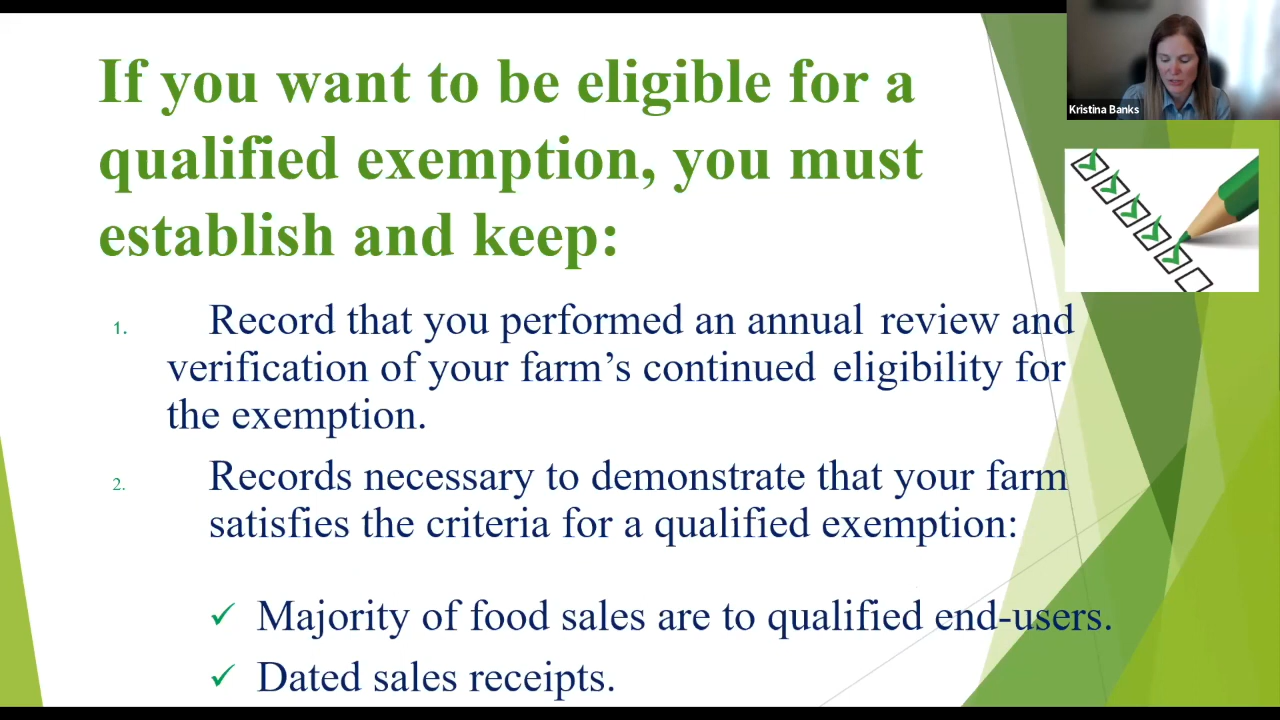 If you want to be eligible for a
qualified exemption, you must
establish and keep:
Kristina Banks
1. Record that you performed an annual review and
verification of your farm’s continued eligibility for
the exemption.
2. Records necessary to demonstrate that your farm
satisfies the criteria for a qualified exemption:
✓ Majority of food sales are to qualified end-users.
✓ Dated sales receipts.